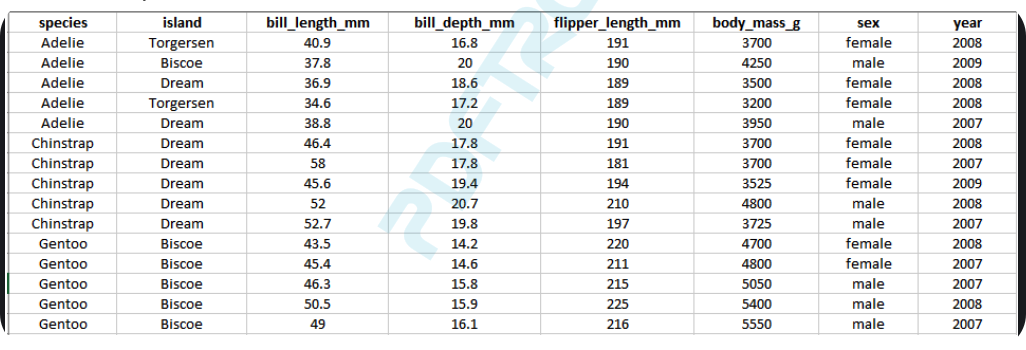 species island bill_length_mm bill_depth_mm flipper_length_mm body_mass_g sex year
Adelie Torgersen 40.9 16.8 191 3700 female 2008
Adelie Biscoe 37.8 20 190 4250 male 2009
Adelie Dream 36.9 18.6 189 3500 female 2008
Adelie Torgersen 34.6 17.2 189 3200 female 2008
Adelie Dream 38.8 20 190 3950 male 2007
Chinstrap Dream 46.4 17.8 191 3700 female 2008
Chinstrap Dream 58 17.8 181 3700 female 2007
Chinstrap Dream 45.6 19.4 194 3525 female 2009
Chinstrap Dream 52 20.7 210 4800 male 2008
Chinstrap Dream 52.7 19.8 197 3725 male 2007
Gentoo Biscoe 43.5 14.2 220 4700 female 2008
Gentoo Biscoe 45.4 14.6 211 4800 female 2007
Gentoo Biscoe 46.3 15.8 215 5050 male 2007
Gentoo Biscoe 50.5 15.9 225 5400 male 2008
Gentoo Biscoe 49 16.1 216 5550 male 2007
PDFTR